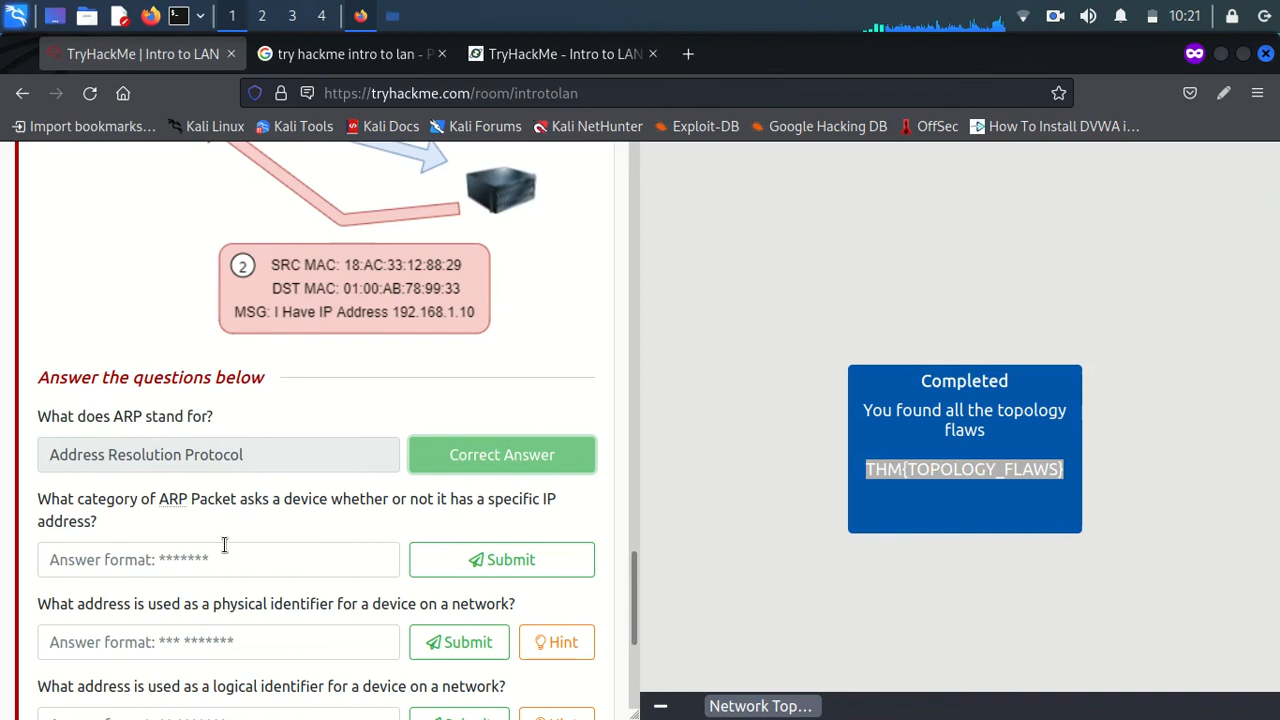 1
2
3
4
10:21
TryHackMe | Intro to LAN
try hackme intro to lan - P
TryHackMe - Intro to LAN
https://tryhackme.com/room/introtolan
Import bookmarks...
Kali Linux
Kali Tools
Kali Docs
Kali Forums
Kali NetHunter
Exploit-DB
Google Hacking DB
OffSec
How To Install DVWA i...
2
SRC MAC: 18:AC:33:12:88:29
DST MAC: 01:00:AB:78:99:33
MSG: I Have IP Address 192.168.1.10
Answer the questions below
What does ARP stand for?
Address Resolution Protocol
Correct Answer
What category of ARP Packet asks a device whether or not it has a specific IP
address?
Answer format: *******
Submit
What address is used as a physical identifier for a device on a network?
Answer format: *** *******
Submit
Hint
What address is used as a logical identifier for a device on a network?
Completed
You found all the topology
flaws
THM{TOPOLOGY_FLAWS}
Network Top...